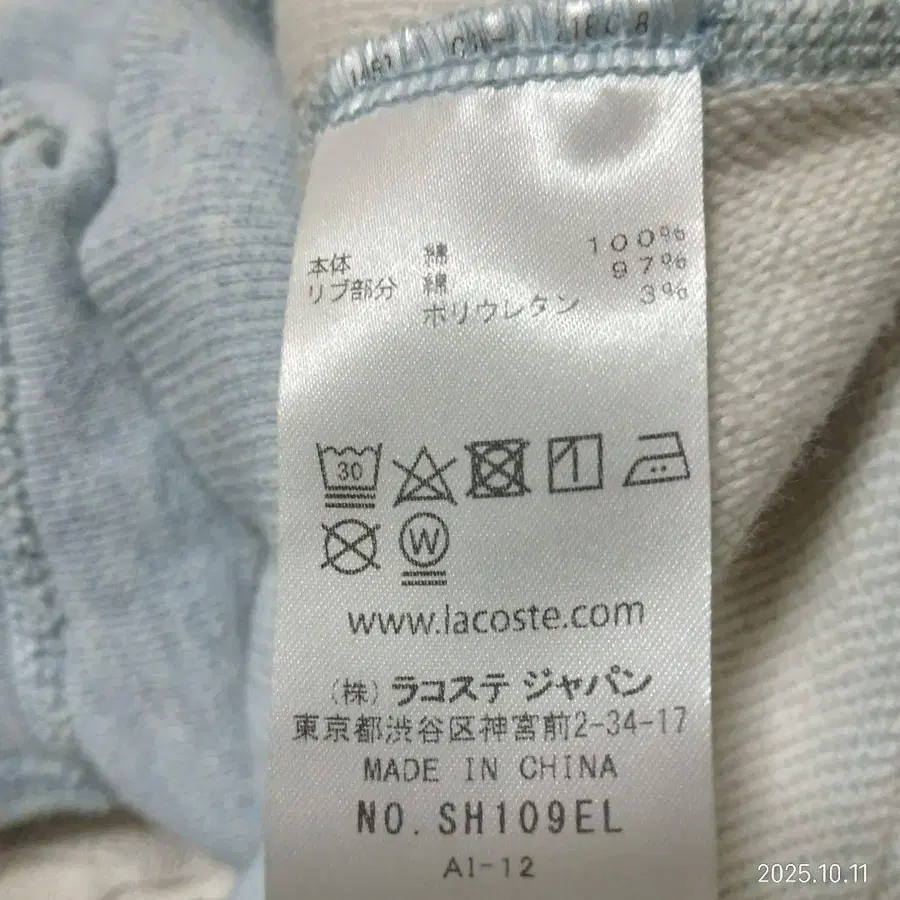 本体 綿 100%
リブ部分 綿 97%
ポリウレタン 3%
30
W
www.lacoste.com
(株) ラコステ ジャパン
東京都渋谷区神宮前2-34-17
MADE IN CHINA
NO. SH109EL
AI-12
2025.10.11